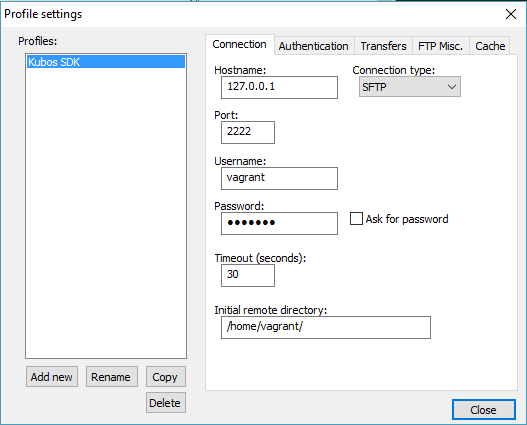 Profile settings
Profiles:
Kubos SDK
Add new
Rename
Copy
Delete
Connection
Authentication
Transfers
FTP Misc.
Cache
Hostname:
Connection type:
127.0.0.1
SFTP
Port:
2222
Username:
vagrant
Password:
●●●●●●●
Ask for password
Timeout (seconds):
30
Initial remote directory:
/home/vagrant/
Close